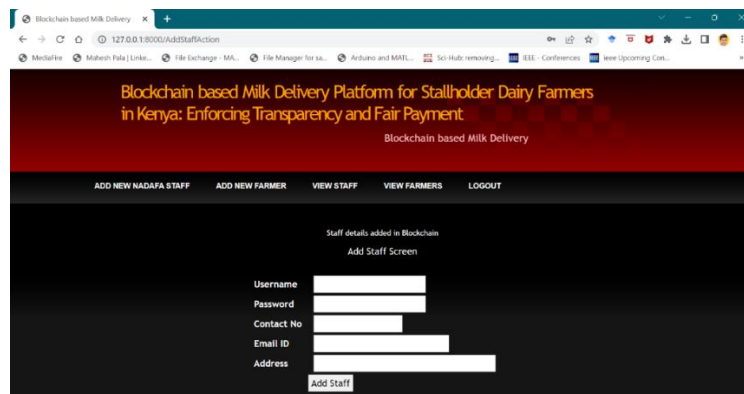 Blockchain based Milk Delivery
127.0.0.1:8000/AddStaffAction
MediaFire Mahesh Pala | Linke... File Exchange - MA... File Manager for sa... Arduino and MATL... Sci-Hub: removing... IEEE - Conferences Ieee Upcoming Con...
Blockchain based Milk Delivery Platform for Stallholder Dairy Farmers
in Kenya: Enforcing Transparency and Fair Payment
Blockchain based Milk Delivery
ADD NEW NADAFA STAFF ADD NEW FARMER VIEW STAFF VIEW FARMERS LOGOUT
Staff details added in Blockchain
Add Staff Screen
Username
Password
Contact No
Email ID
Address
Add Staff